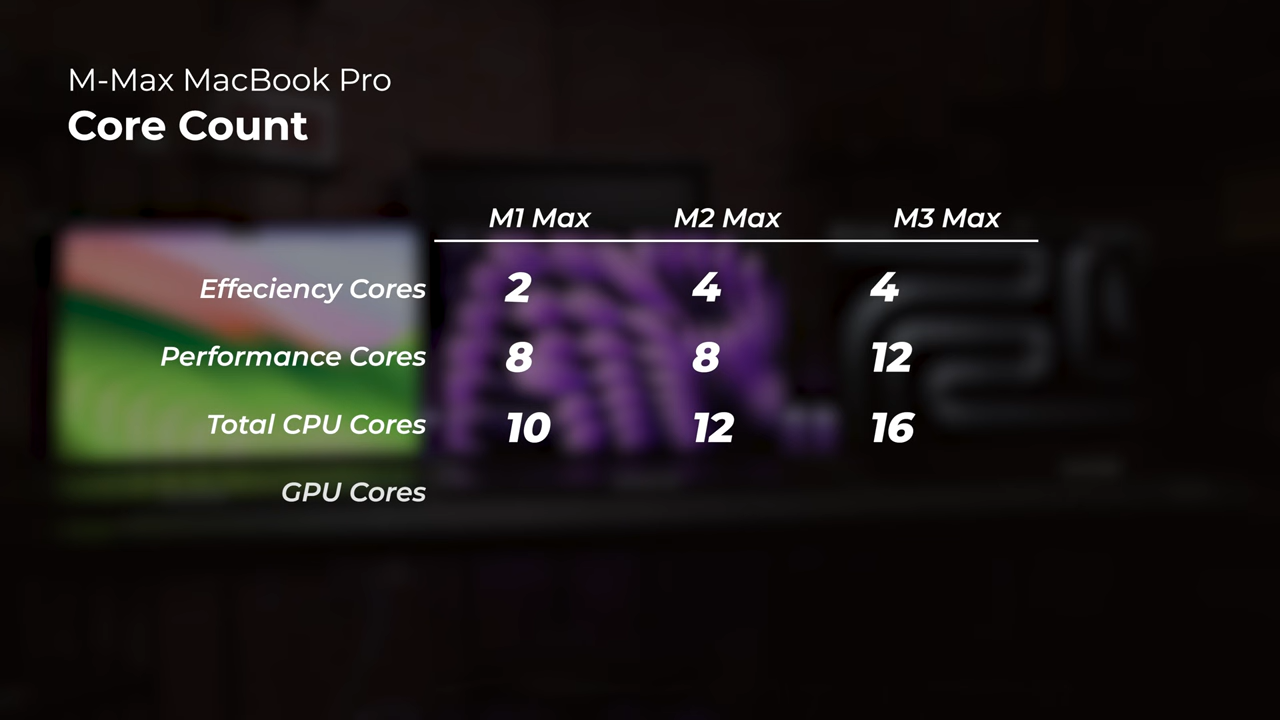 M-Max MacBook Pro
Core Count
M1 Max M2 Max M3 Max
Effeciency Cores 2 4 4
Performance Cores 8 8 12
Total CPU Cores 10 12 16
GPU Cores